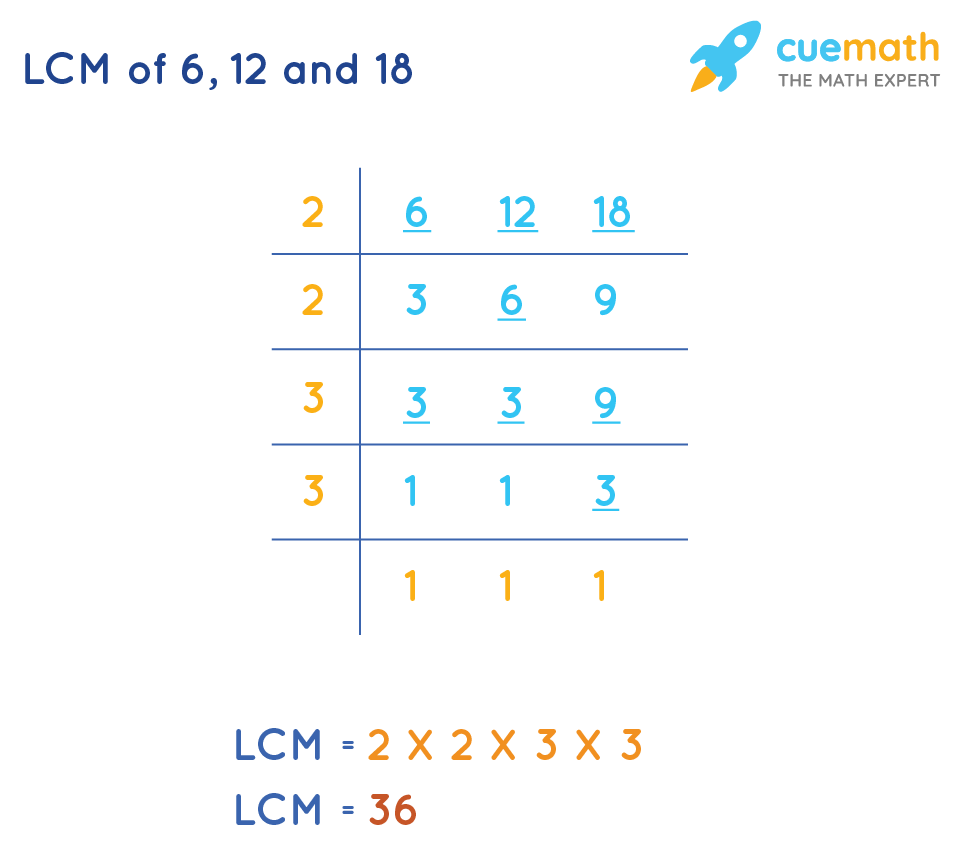 LCM of 6, 12 and 18
cuemath
THE MATH EXPERT
2 6 12 18
2 3 6 9
3 3 3 9
3 1 1 3
1 1 1
LCM = 2 X 2 X 3 X 3
LCM = 36